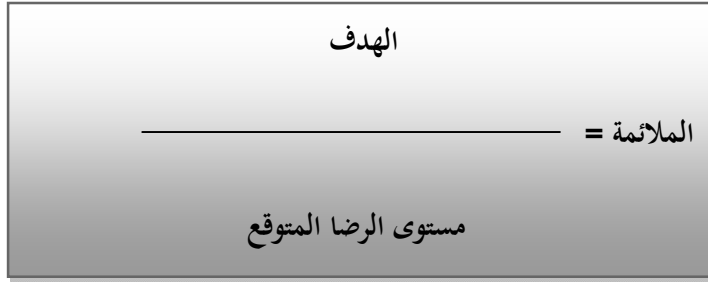 الهدف
الملائمة =
مستوى الرضا المتوقع